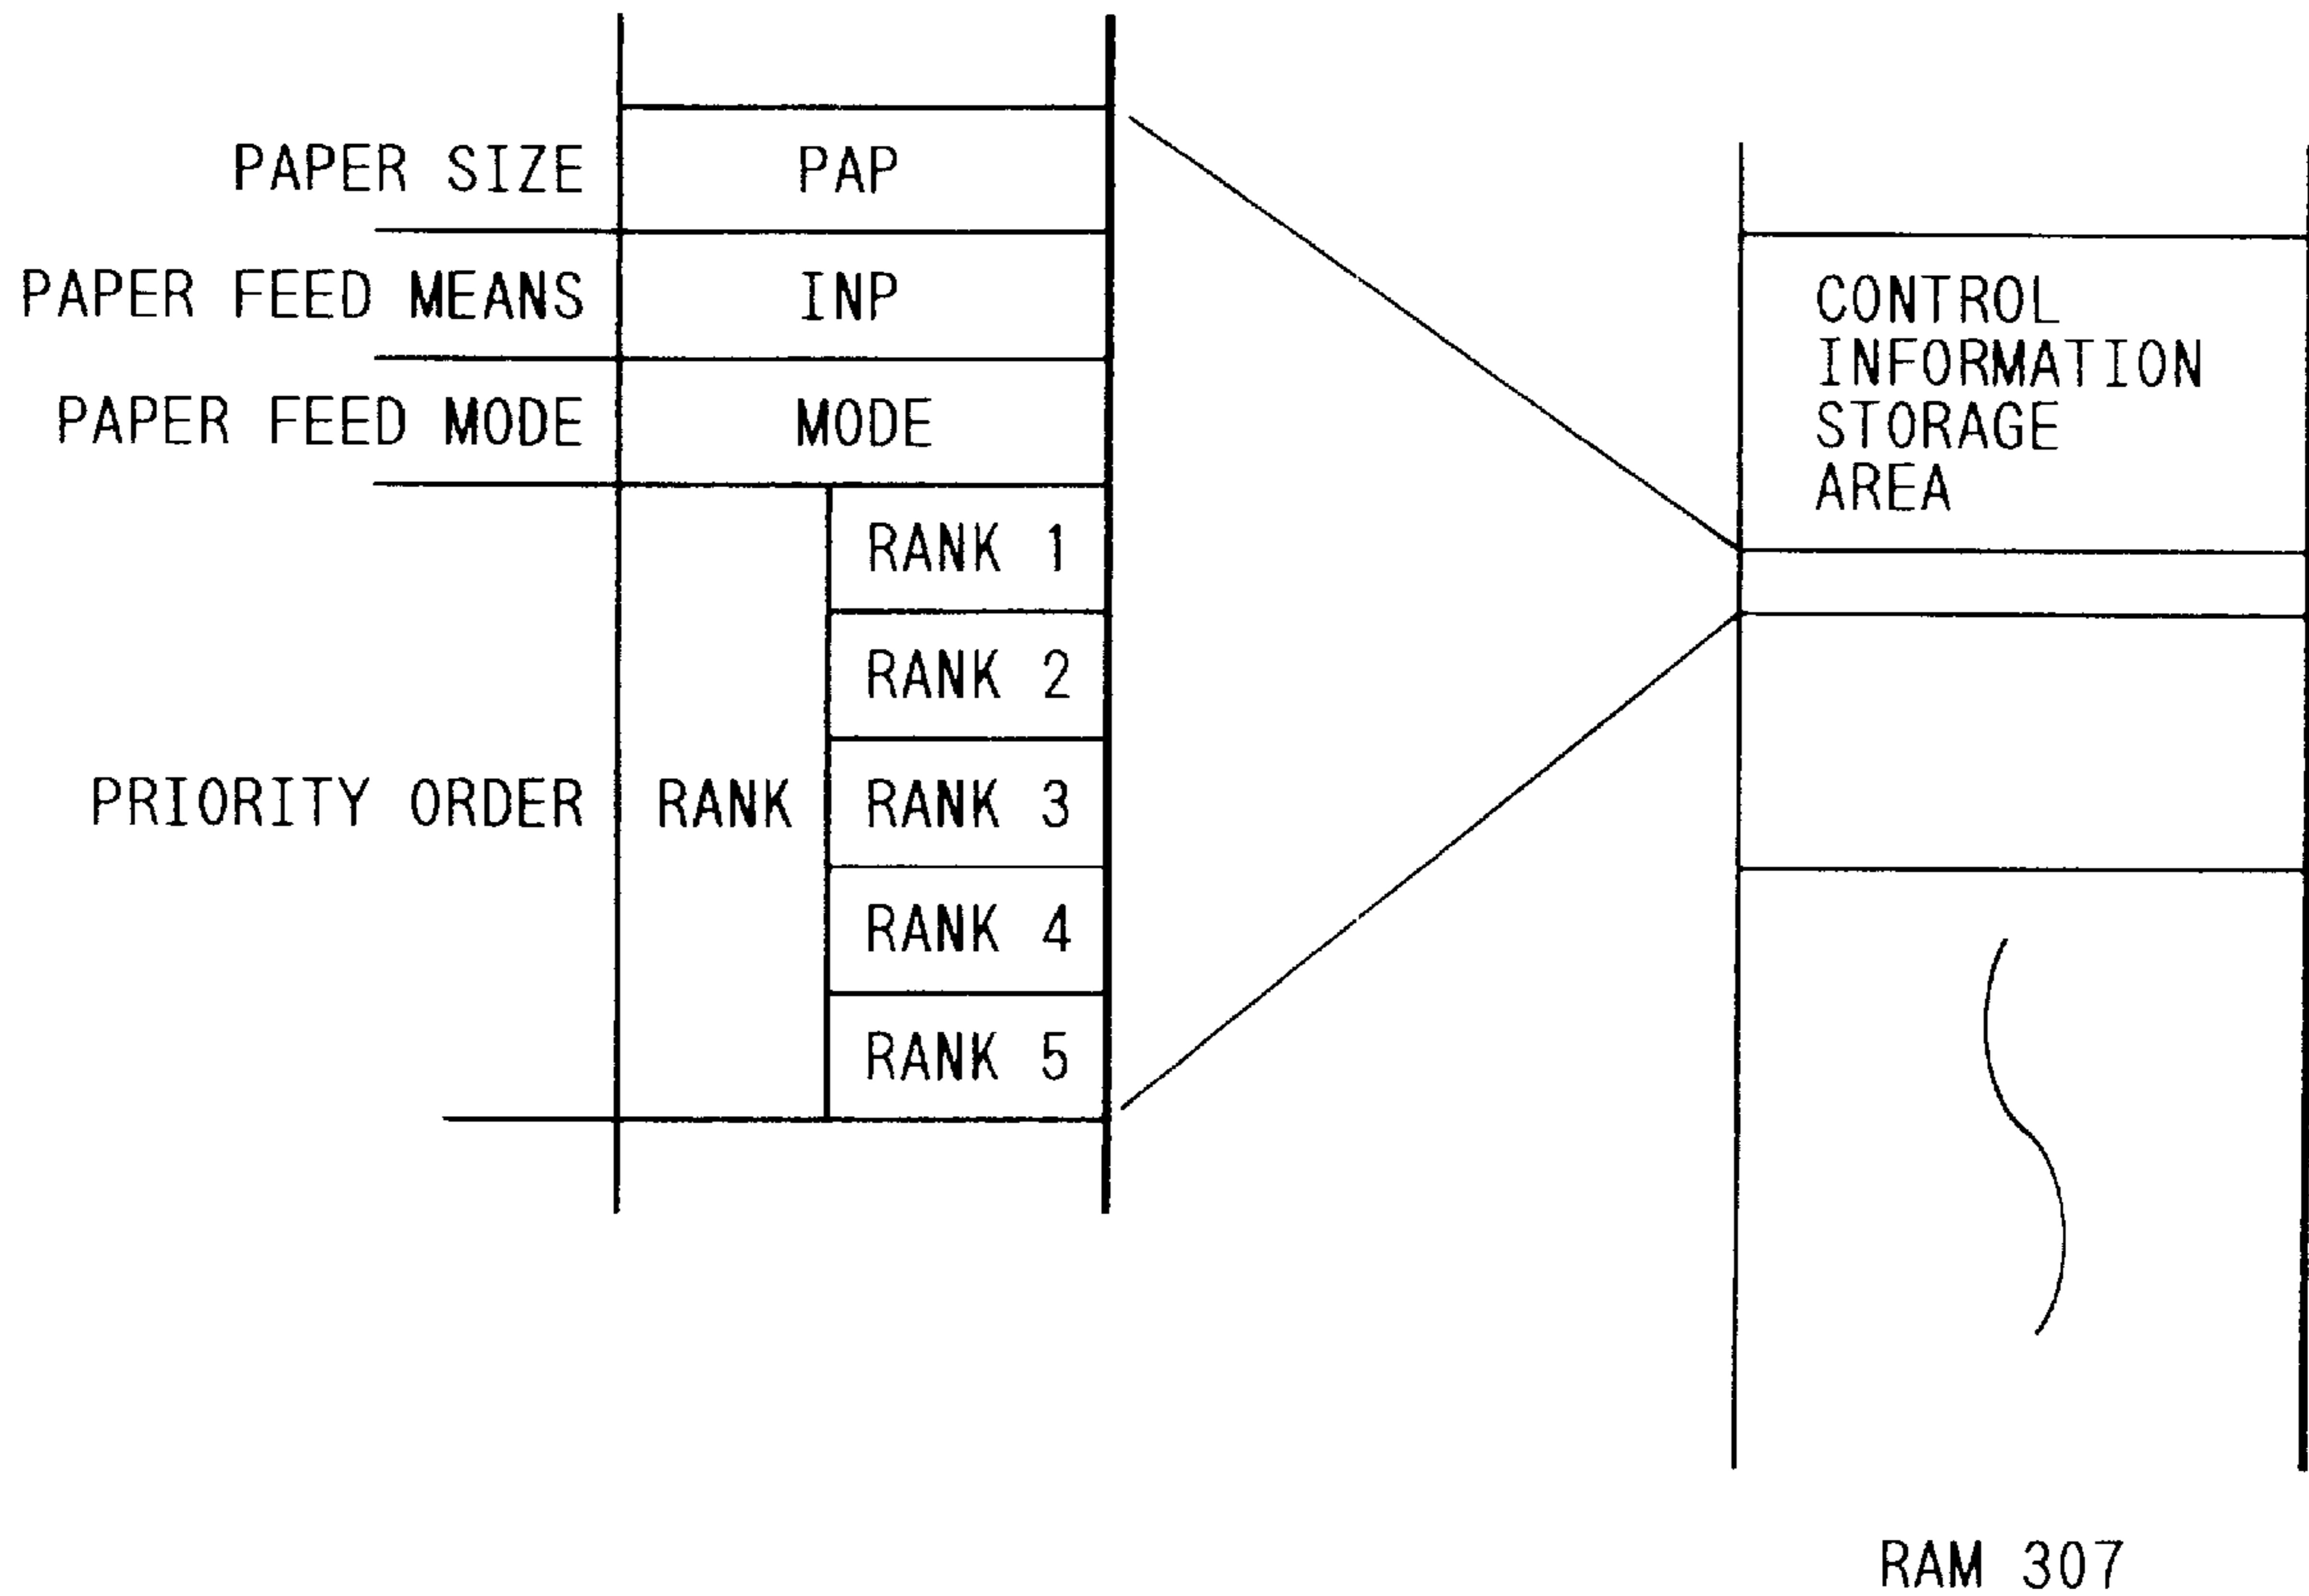 PAPER SIZE PAP
PAPER FEED MEANS INP
PAPER FEED MODE MODE
RANK 1
RANK 2
PRIORITY ORDER RANK RANK 3
RANK 4
RANK 5
CONTROL
INFORMATION
STORAGE
AREA
RAM 307